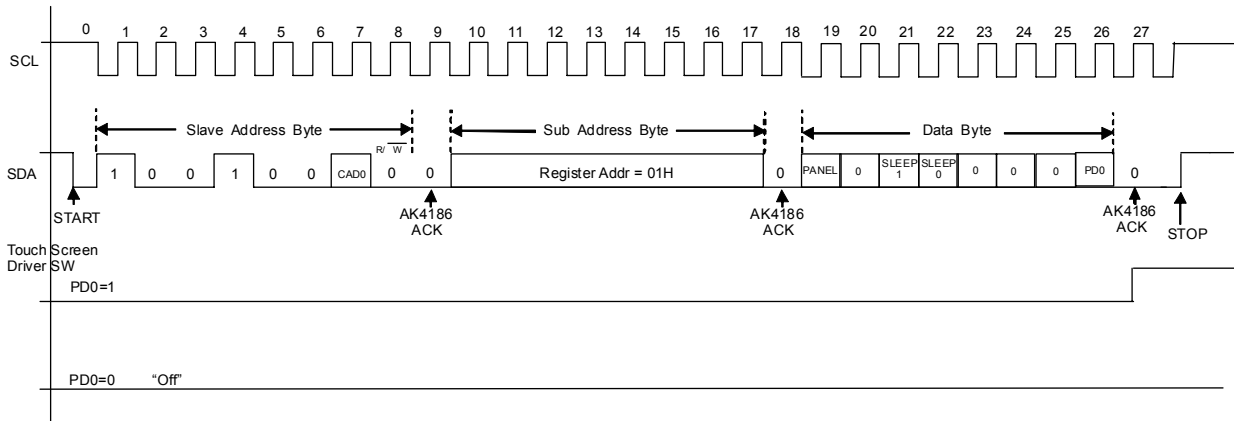 0 1 2 3 4 5 6 7 8 9 10 11 12 13 14 15 16 17 18 19 20 21 22 23 24 25 26 27
SCL
Slave Address Byte Sub Address Byte Data Byte
R/ W
SDA 1 0 0 1 0 0 CAD0 0 0 Register Addr = 01H 0 PANEL 0 SLEEP 1 SLEEP 0 0 0 0 PD0 0
START AK4186 ACK AK4186 ACK AK4186 ACK STOP
Touch Screen
Driver SW
PD0=1
PD0=0 “Off”